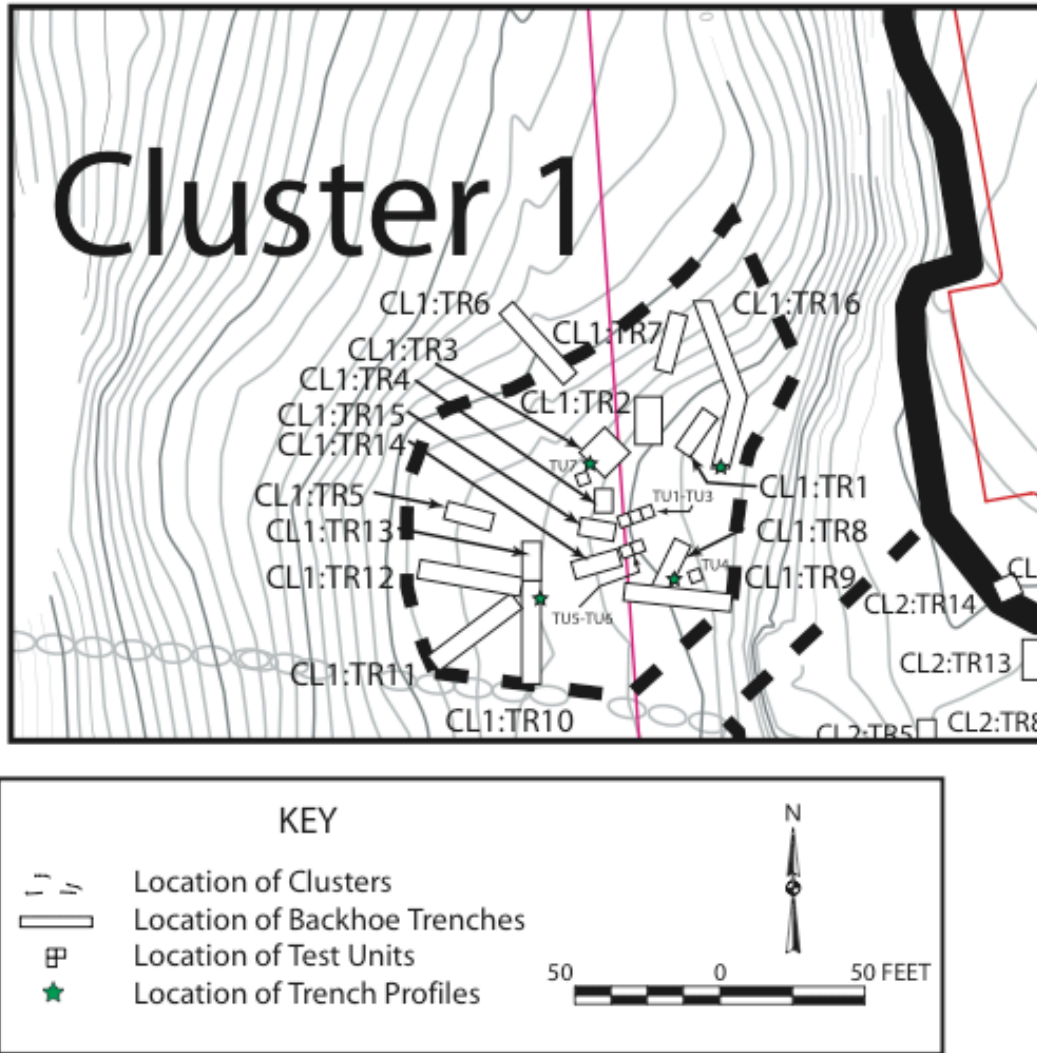 Cluster 1
CL1:TR6
CL1:TR16
CL1:TR7
CL1:TR3
CL1:TR4
CL1:TR2
CL1:TR15
CL1:TR14
TU7
CL1:TR5
TU1-TU3
CL1:TR1
CL1:TR13
CL1:TR8
CL1:TR12
TU4
CL1:TR9
CL
CL2:TR14
TU5-TU6
CL1:TR11
CL2:TR13
CL1:TR10
CL2:TR5
CL2:TR8
KEY
N
Location of Clusters
Location of Backhoe Trenches
Location of Test Units
Location of Trench Profiles
50 0 50 FEET